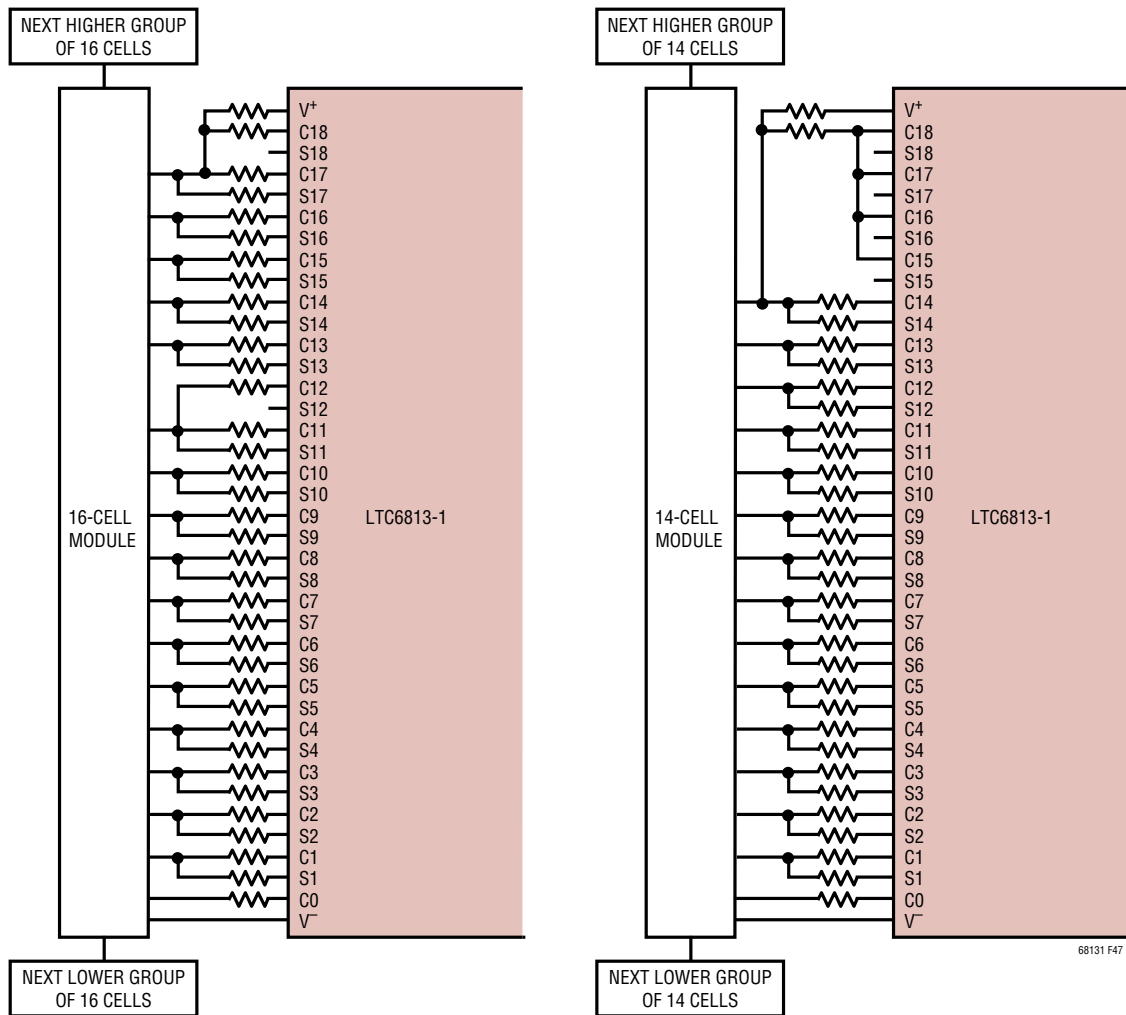 NEXT HIGHER GROUP
OF 16 CELLS
16-CELL
MODULE
V+
C18
S18
C17
S17
C16
S16
C15
S15
C14
S14
C13
S13
C12
S12
C11
S11
C10
S10
C9
S9
C8
S8
C7
S7
C6
S6
C5
S5
C4
S4
C3
S3
C2
S2
C1
S1
C0
V–
LTC6813-1
NEXT LOWER GROUP
OF 16 CELLS
NEXT HIGHER GROUP
OF 14 CELLS
14-CELL
MODULE
V+
C18
S18
C17
S17
C16
S16
C15
S15
C14
S14
C13
S13
C12
S12
C11
S11
C10
S10
C9
S9
C8
S8
C7
S7
C6
S6
C5
S5
C4
S4
C3
S3
C2
S2
C1
S1
C0
V–
LTC6813-1
NEXT LOWER GROUP
OF 14 CELLS
68131 F47